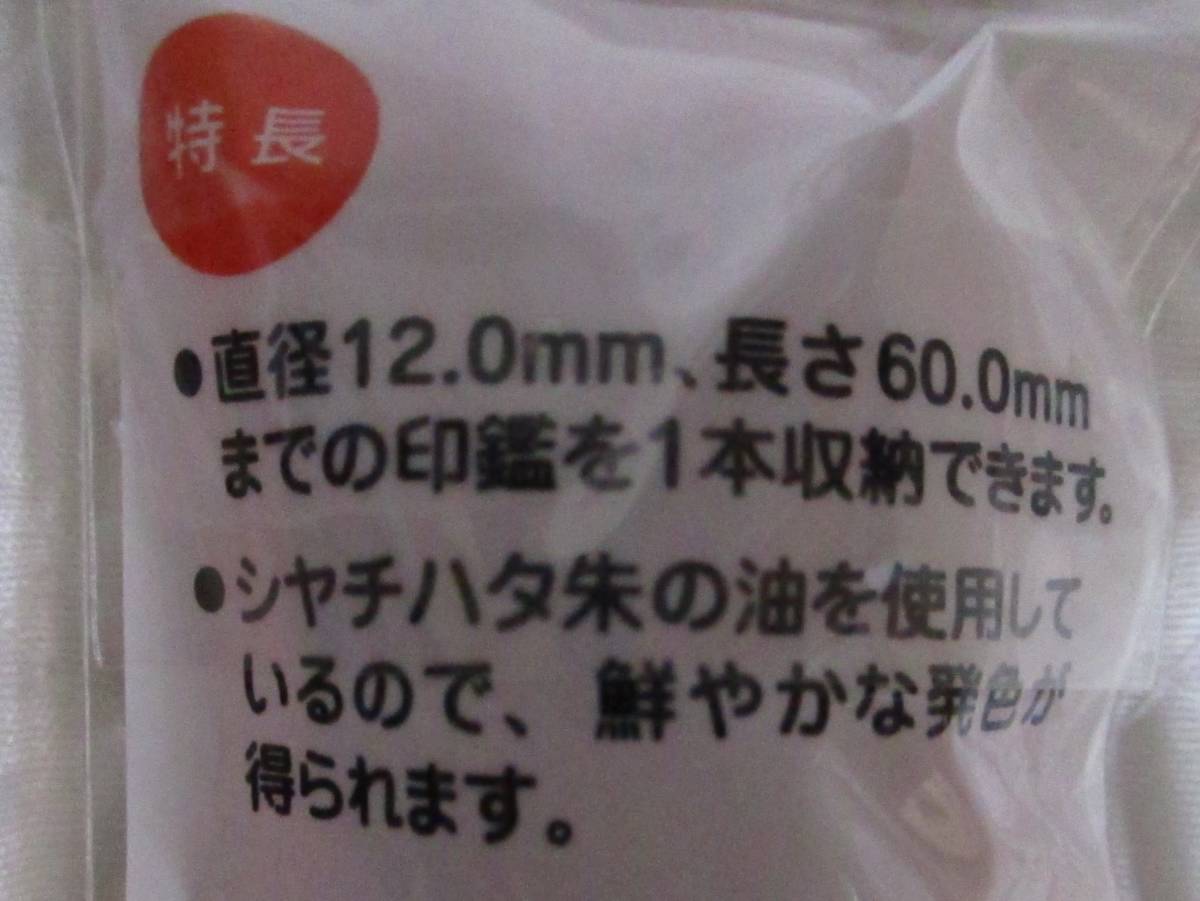 特長
●直径12.0mm、長さ60.0mm
までの印鑑を1本収納できます。
●シヤチハタ朱の油を使用して
いるので、鮮やかな発色が
得られます。